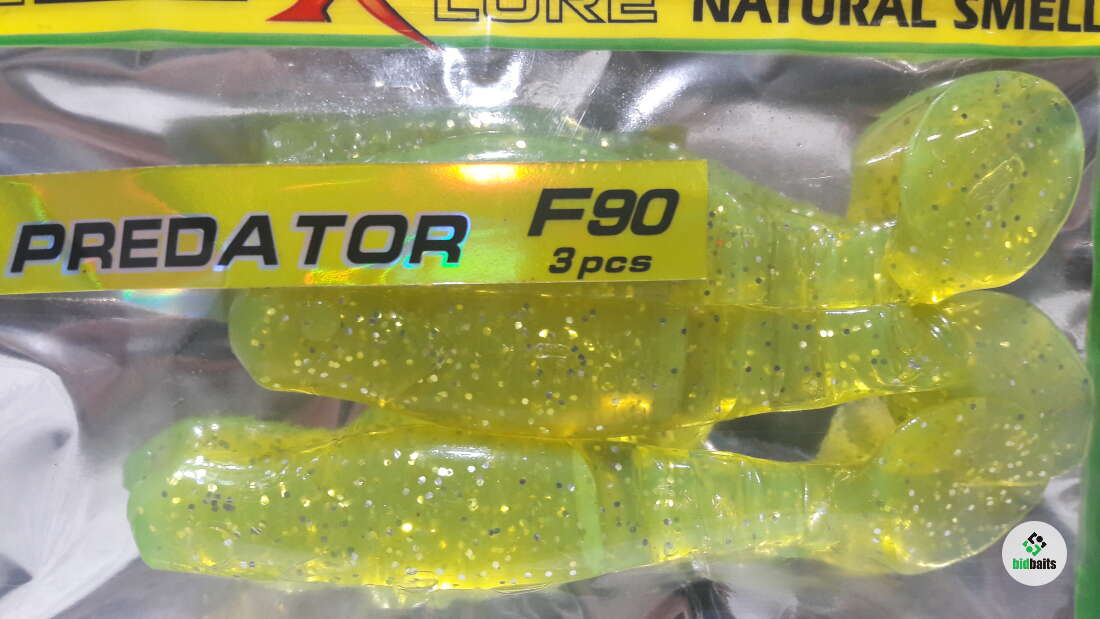 LURE NATURAL SMELL
PREDATOR F90
3 pcs
bidbaits